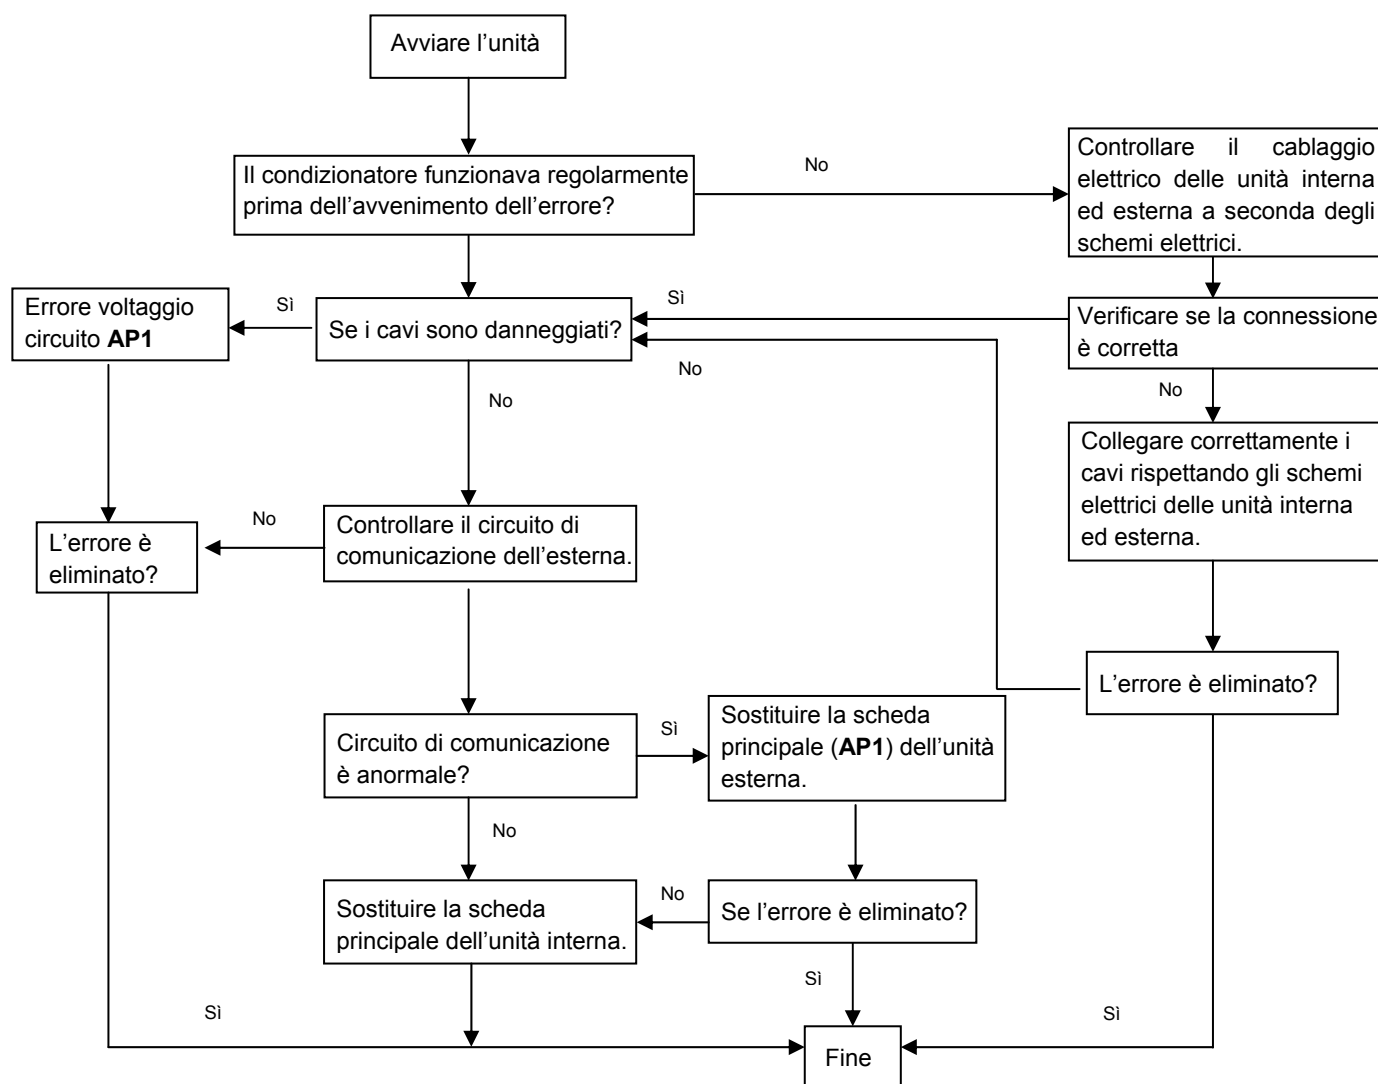 Avviare l'unità
Il condizionatore funzionava regolarmente
prima dell'avvenimento dell'errore?
No
Controllare il cablaggio
elettrico delle unità interna
ed esterna a seconda degli
schemi elettrici.
Errore voltaggio
circuito AP1
Sì
Se i cavi sono danneggiati?
Sì
No
Verificare se la connessione
è corretta
No
No
Collegare correttamente i
cavi rispettando gli schemi
elettrici delle unità interna
ed esterna.
L'errore è
eliminato?
No
Controllare il circuito di
comunicazione dell'esterna.
L'errore è eliminato?
Circuito di comunicazione
è anormale?
Sì
Sostituire la scheda
principale (AP1) dell'unità
esterna.
No
Sostituire la scheda
principale dell'unità interna.
No
Se l'errore è eliminato?
Sì
Sì
Sì
Fine